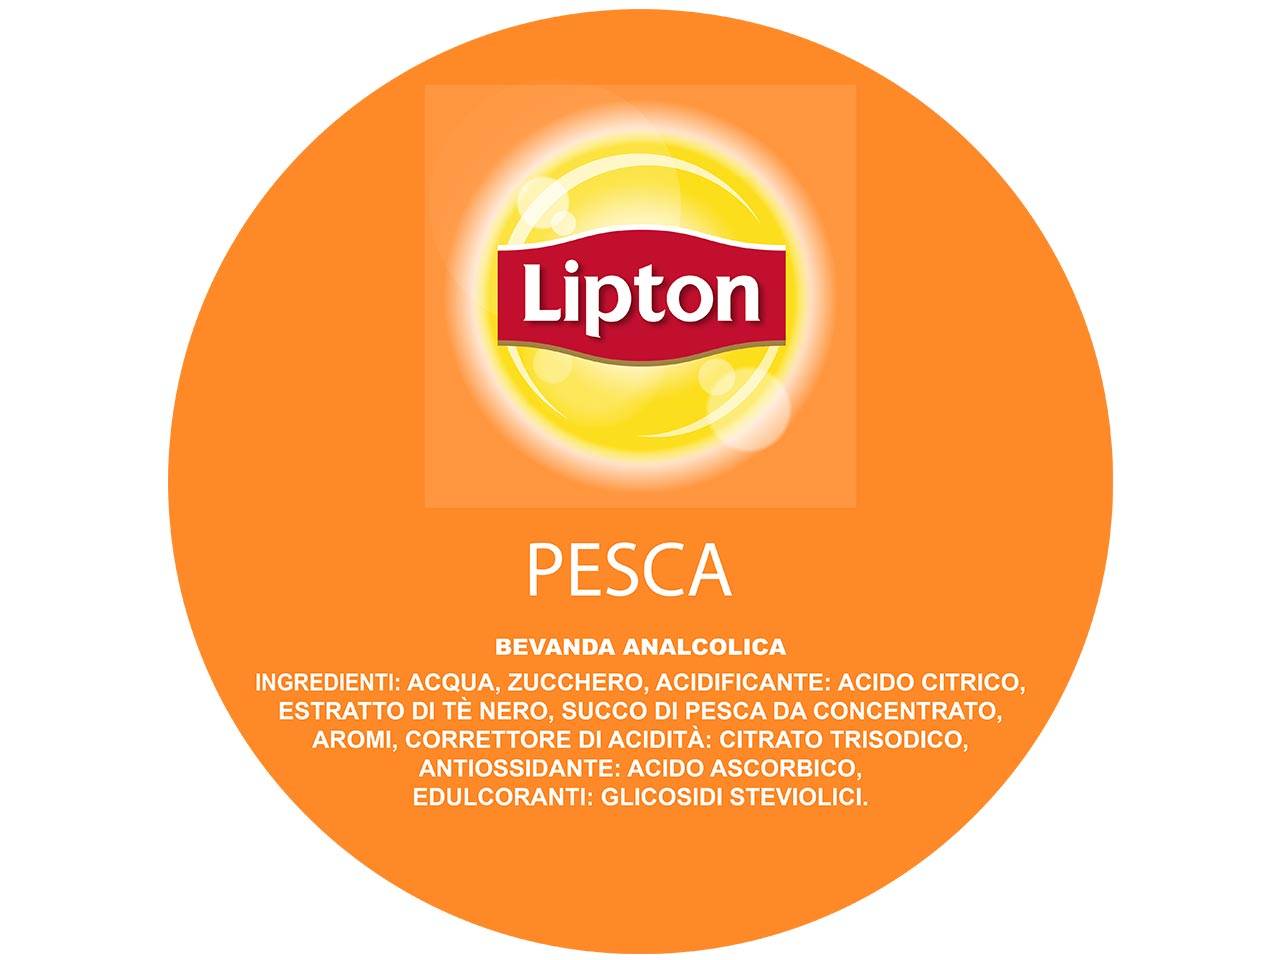 Lipton
PESCA
BEVANDA ANALCOLICA
INGREDIENTI: ACQUA, ZUCCHERO, ACIDIFICANTE: ACIDO CITRICO,
ESTRATTO DI TÈ NERO, SUCCO DI PESCA DA CONCENTRATO,
AROMI, CORRETTORE DI ACIDITÀ: CITRATO TRISODICO,
ANTIOSSIDANTE: ACIDO ASCORBICO,
EDULCORANTI: GLICOSIDI STEVIOLICI.